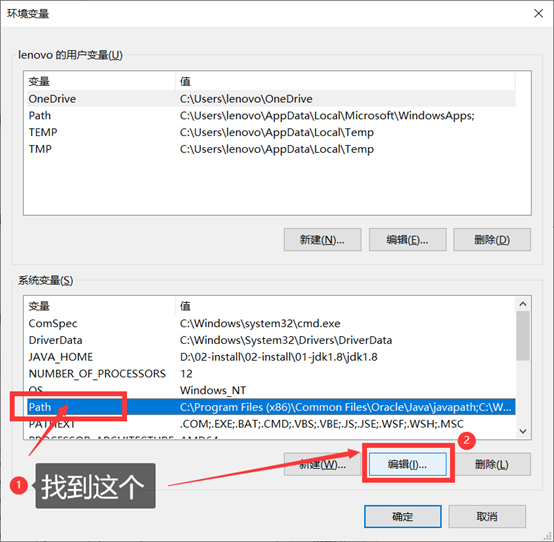 环境变量
lenovo 的用户变量(U)
变量 值
OneDrive C:\Users\lenovo\OneDrive
Path C:\Users\lenovo\AppData\Local\Microsoft\WindowsApps;
TEMP C:\Users\lenovo\AppData\Local\Temp
TMP C:\Users\lenovo\AppData\Local\Temp
新建(N)... 编辑(E)... 删除(D)
系统变量(S)
变量 值
ComSpec C:\Windows\system32\cmd.exe
DriverData C:\Windows\System32\Drivers\DriverData
JAVA_HOME D:\02-install\02-install\01-jdk1.8\jdk1.8
NUMBER_OF_PROCESSORS 12
OS Windows_NT
Path C:\Program Files (x86)\Common Files\Oracle\Java\javapath;C:\W...
PATHEXT .COM;.EXE;.BAT;.CMD;.VBS;.VBE;.JS;.JSE;.WSF;.WSH;.MSC
PROCESSOR_ARCHITECTURE AMD64
2
新建(W)... 编辑(I)... 删除(L)
1 找到这个
确定 取消